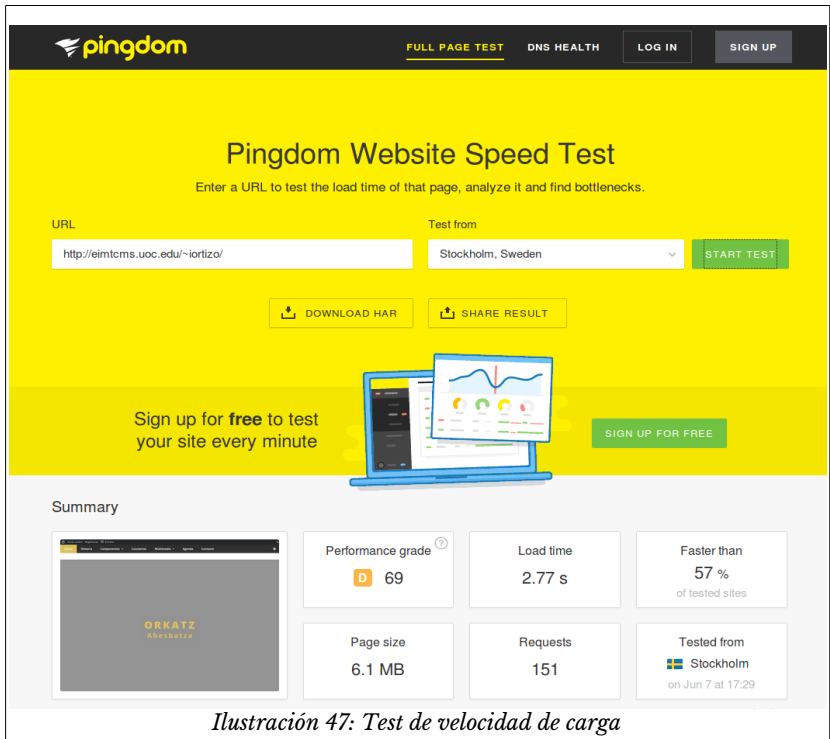 pingdom
FULL PAGE TEST DNS HEALTH LOG IN SIGN UP
Pingdom Website Speed Test
Enter a URL to test the load time of that page, analyze it and find bottlenecks.
URL Test from
http://eimtcms.uoc.edu/~iortizo/ Stockholm, Sweden START TEST
DOWNLOAD HAR SHARE RESULT
Sign up for free to test
your site every minute
SIGN UP FOR FREE
Summary
Performance grade ?
D 69
Load time
2.77 s
Faster than
57 %
of tested sites
ORKATZ
Abesbatza
Page size
6.1 MB
Requests
151
Tested from
Stockholm
on Jun 7 at 17:29
Ilustración 47: Test de velocidad de carga